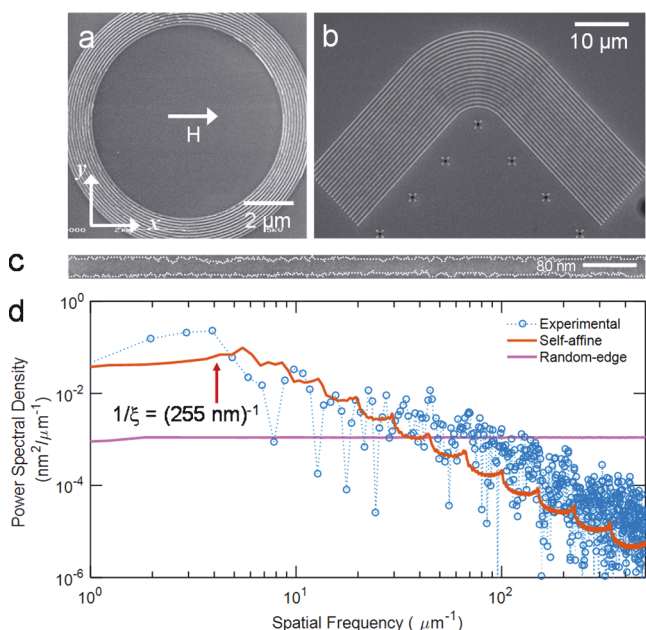 a
H
y
x
2 μm
b
10 μm
c
80 nm
d
Power Spectral Density
(nm²/μm⁻¹)
10⁰
10⁻²
10⁻⁴
10⁻⁶
Experimental
Self-affine
Random-edge
1/ξ = (255 nm)⁻¹
10⁰
10¹
10²
Spatial Frequency ( μm⁻¹)